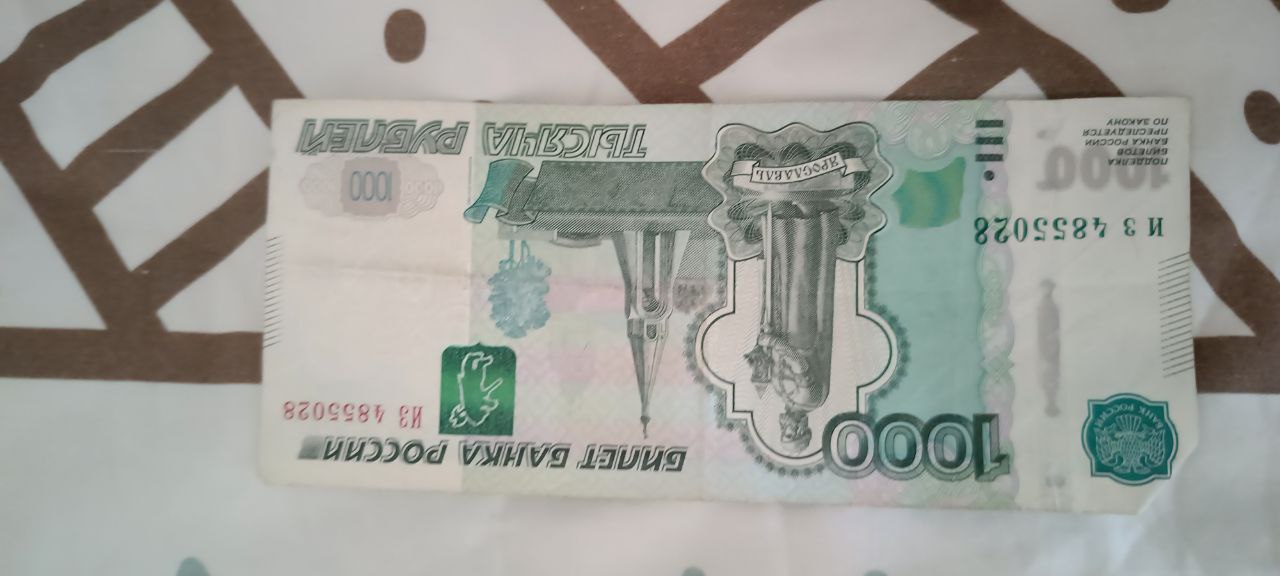 1000
БИЛЕТ БАНКА РОССИИ
ИЗ 4855028
БАНК РОССИИ
ИЗ 4855028
1000
ЯРОСЛАВЛЬ
1000
ПОДДЕЛКА
БИЛЕТОВ
БАНКА РОССИИ
ПРЕСЛЕДУЕТСЯ
ПО ЗАКОНУ
ТЫСЯЧА РУБЛЕЙ